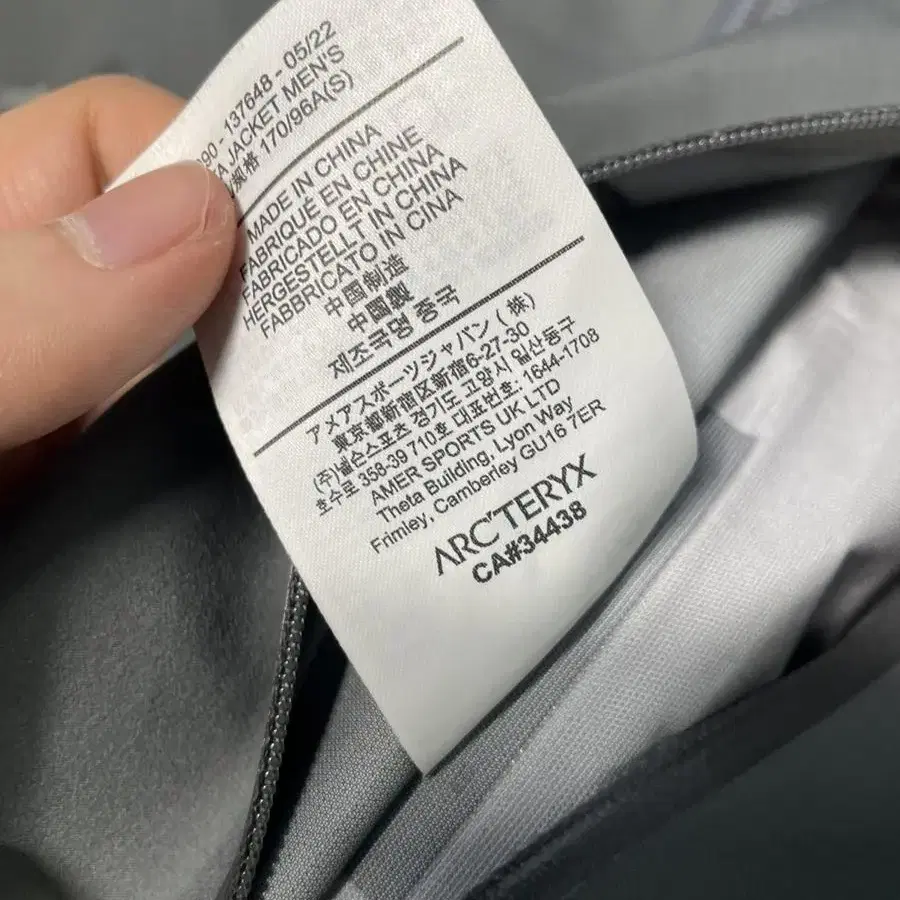 90 - 137648 - 05/22
A JACKET MEN'S
规格 170/96A(S)
MADE IN CHINA
FABRIQUE EN CHINE
FABRICADO EN CHINA
HERGESTELLT IN CHINA
FABBRICATO IN CINA
中国制造
中國製
제조국명 중국
アメアスポーツジャパン (株)
東京都新宿区新宿6-27-30
(주)넬슨스포츠 경기도 고양시 일산동구
호수로 358-39 710호 대표번호: 1644-1708
AMER SPORTS UK LTD
Theta Building, Lyon Way
Frimley, Camberley GU16 7ER
ARC'TERYX
CA#34438